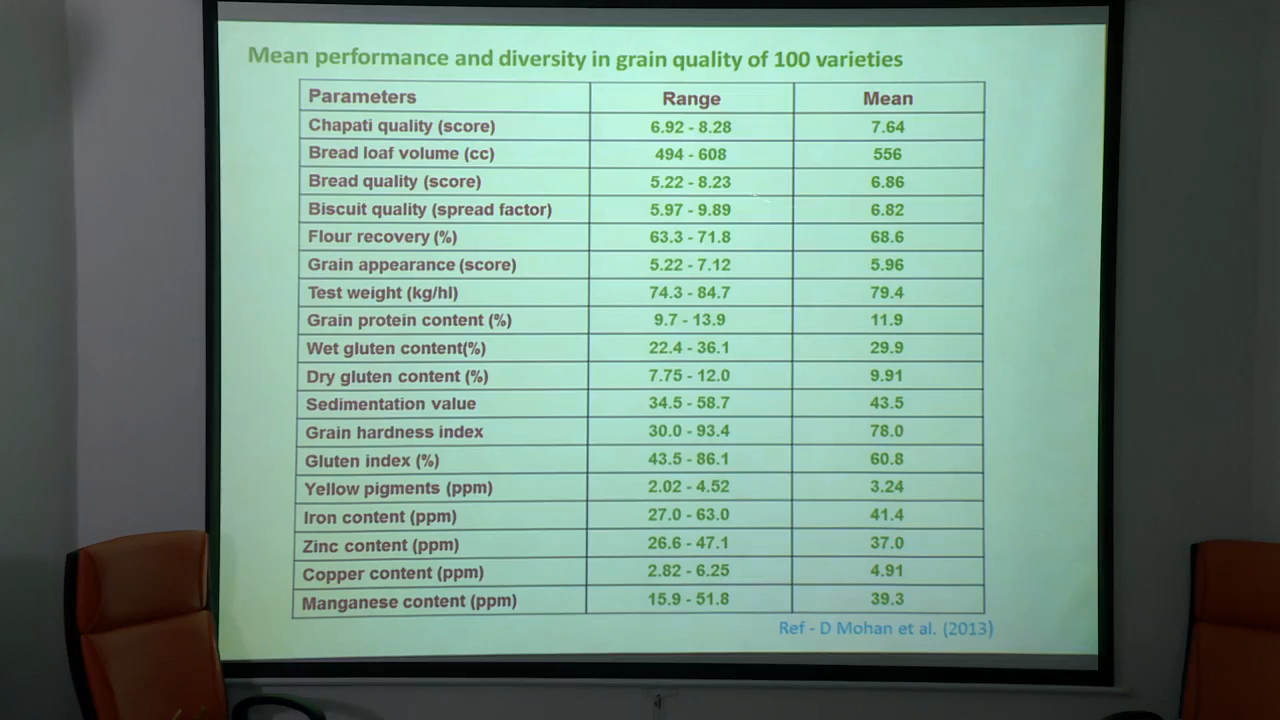 Mean performance and diversity in grain quality of 100 varieties
Parameters Range Mean
Chapati quality (score) 6.92 - 8.28 7.64
Bread loaf volume (cc) 494 - 608 556
Bread quality (score) 5.22 - 8.23 6.86
Biscuit quality (spread factor) 5.97 - 9.89 6.82
Flour recovery (%) 63.3 - 71.8 68.6
Grain appearance (score) 5.22 - 7.12 5.96
Test weight (kg/hl) 74.3 - 84.7 79.4
Grain protein content (%) 9.7 - 13.9 11.9
Wet gluten content(%) 22.4 - 36.1 29.9
Dry gluten content (%) 7.75 - 12.0 9.91
Sedimentation value 34.5 - 58.7 43.5
Grain hardness index 30.0 - 93.4 78.0
Gluten index (%) 43.5 - 86.1 60.8
Yellow pigments (ppm) 2.02 - 4.52 3.24
Iron content (ppm) 27.0 - 63.0 41.4
Zinc content (ppm) 26.6 - 47.1 37.0
Copper content (ppm) 2.82 - 6.25 4.91
Manganese content (ppm) 15.9 - 51.8 39.3
Ref - D Mohan et al. (2013)